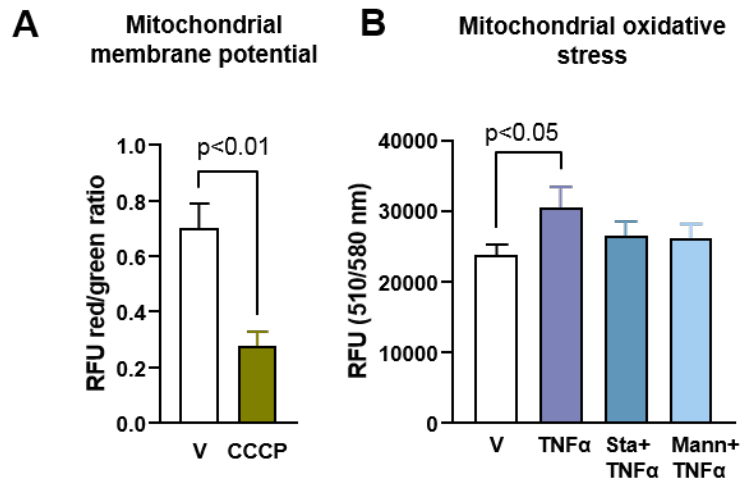 A
Mitochondrial
membrane potential
RFU red/green ratio
1.0
0.8
0.6
0.4
0.2
0.0
p<0.01
V
CCCP
B
Mitochondrial oxidative
stress
RFU (510/580 nm)
40000
30000
20000
10000
0
p<0.05
V
TNFα
Sta+
TNFα
Mann+
TNFα